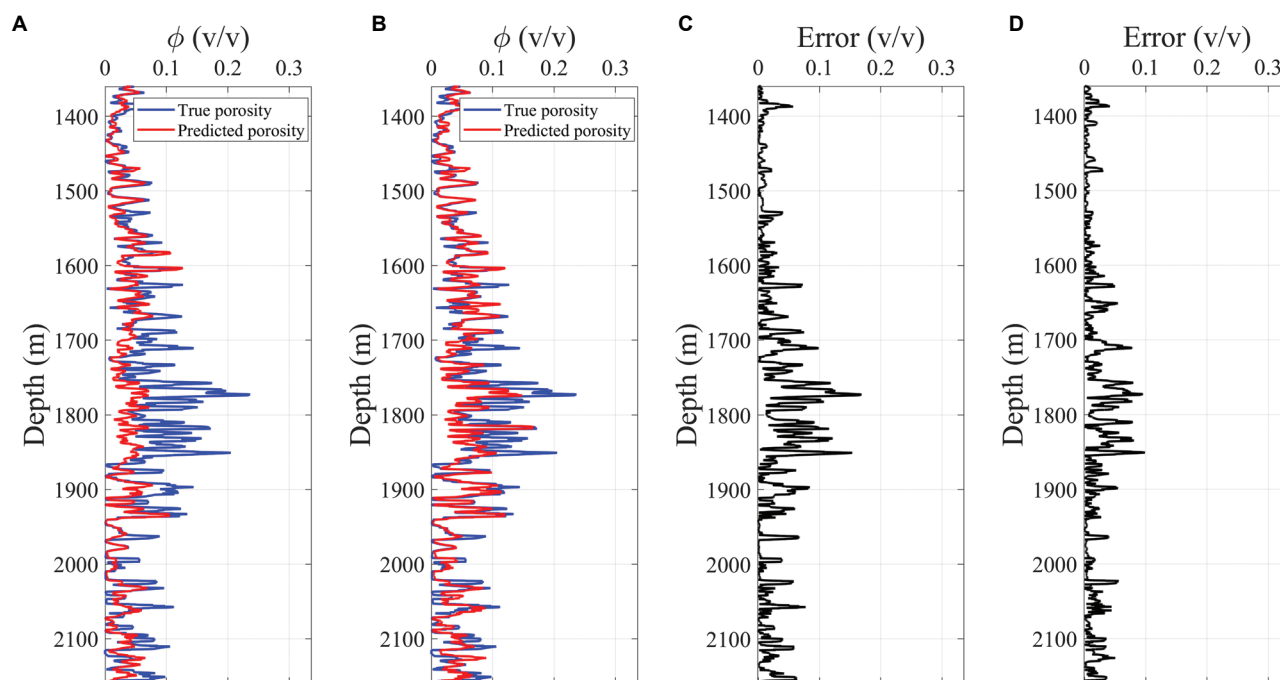 A
ϕ (v/v)
0 0.1 0.2 0.3
True porosity
Predicted porosity
Depth (m)
1400
1500
1600
1700
1800
1900
2000
2100
B
ϕ (v/v)
0 0.1 0.2 0.3
True porosity
Predicted porosity
Depth (m)
1400
1500
1600
1700
1800
1900
2000
2100
C
Error (v/v)
0 0.1 0.2 0.3
Depth (m)
1400
1500
1600
1700
1800
1900
2000
2100
D
Error (v/v)
0 0.1 0.2 0.3
Depth (m)
1400
1500
1600
1700
1800
1900
2000
2100